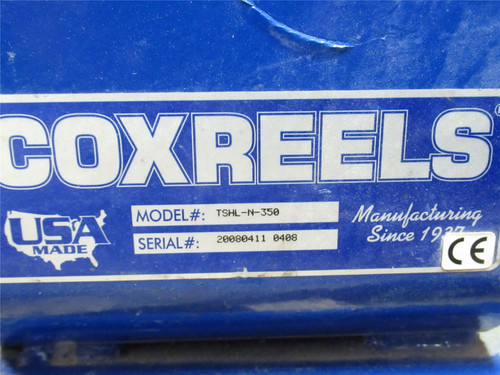 COXREELS
USA
MADE
MODEL#: TSHL-N-350
SERIAL#: 20080411 0408
Manufacturing
Since
CE